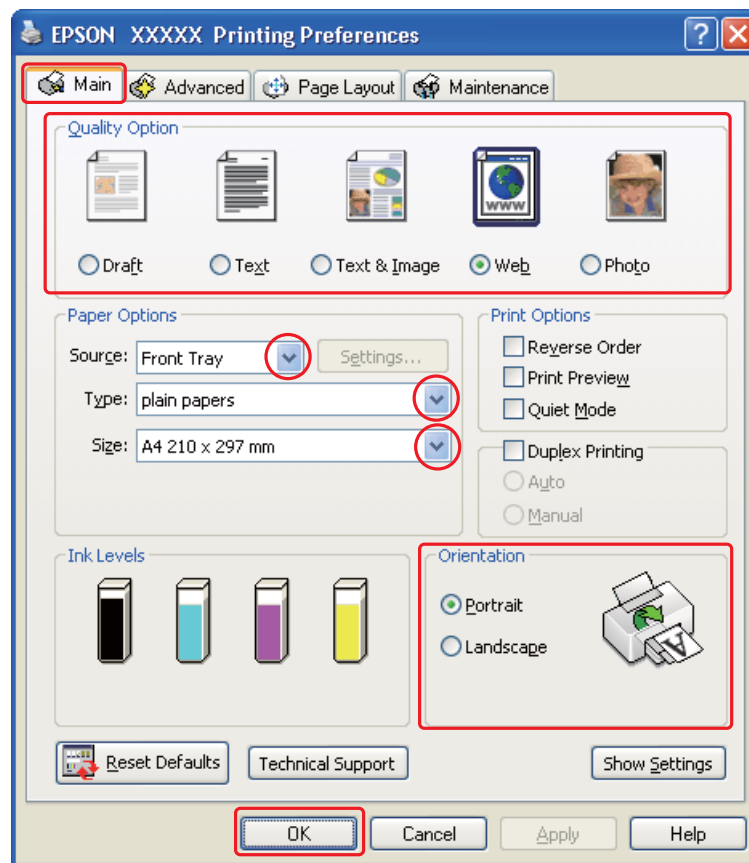 EPSON XXXXX Printing Preferences
Main Advanced Page Layout Maintenance
Quality Option
www
Draft Text Text & Image Web Photo
Paper Options
Source: Front Tray Settings...
Type: plain papers
Size: A4 210 x 297 mm
Print Options
Reverse Order
Print Preview
Quiet Mode
Duplex Printing
Auto
Manual
Ink Levels
Orientation
Portrait
Landscape
A
Reset Defaults Technical Support Show Settings
OK Cancel Apply Help